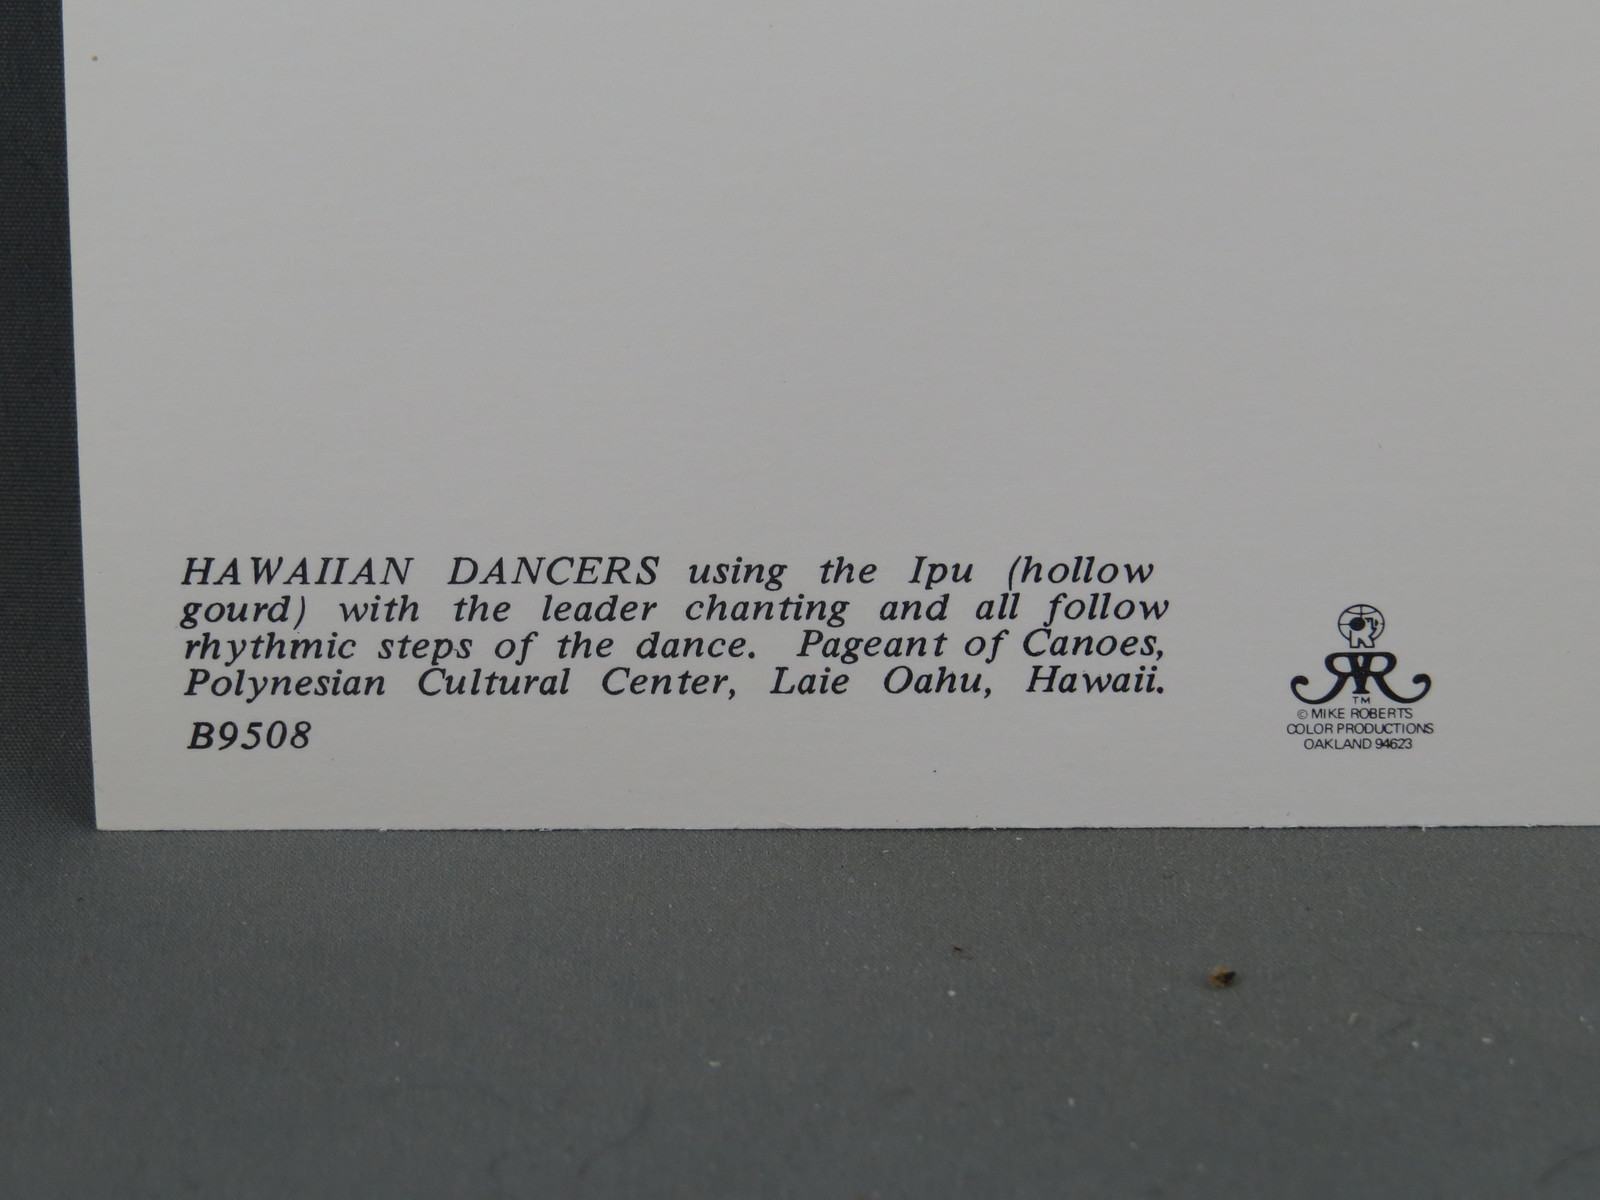 HAWAIIAN DANCERS using the Ipu (hollow
gourd) with the leader chanting and all follow
rhythmic steps of the dance. Pageant of Canoes,
Polynesian Cultural Center, Laie Oahu, Hawaii.
B9508
R
RR
TM
© MIKE ROBERTS
COLOR PRODUCTIONS
OAKLAND 94623